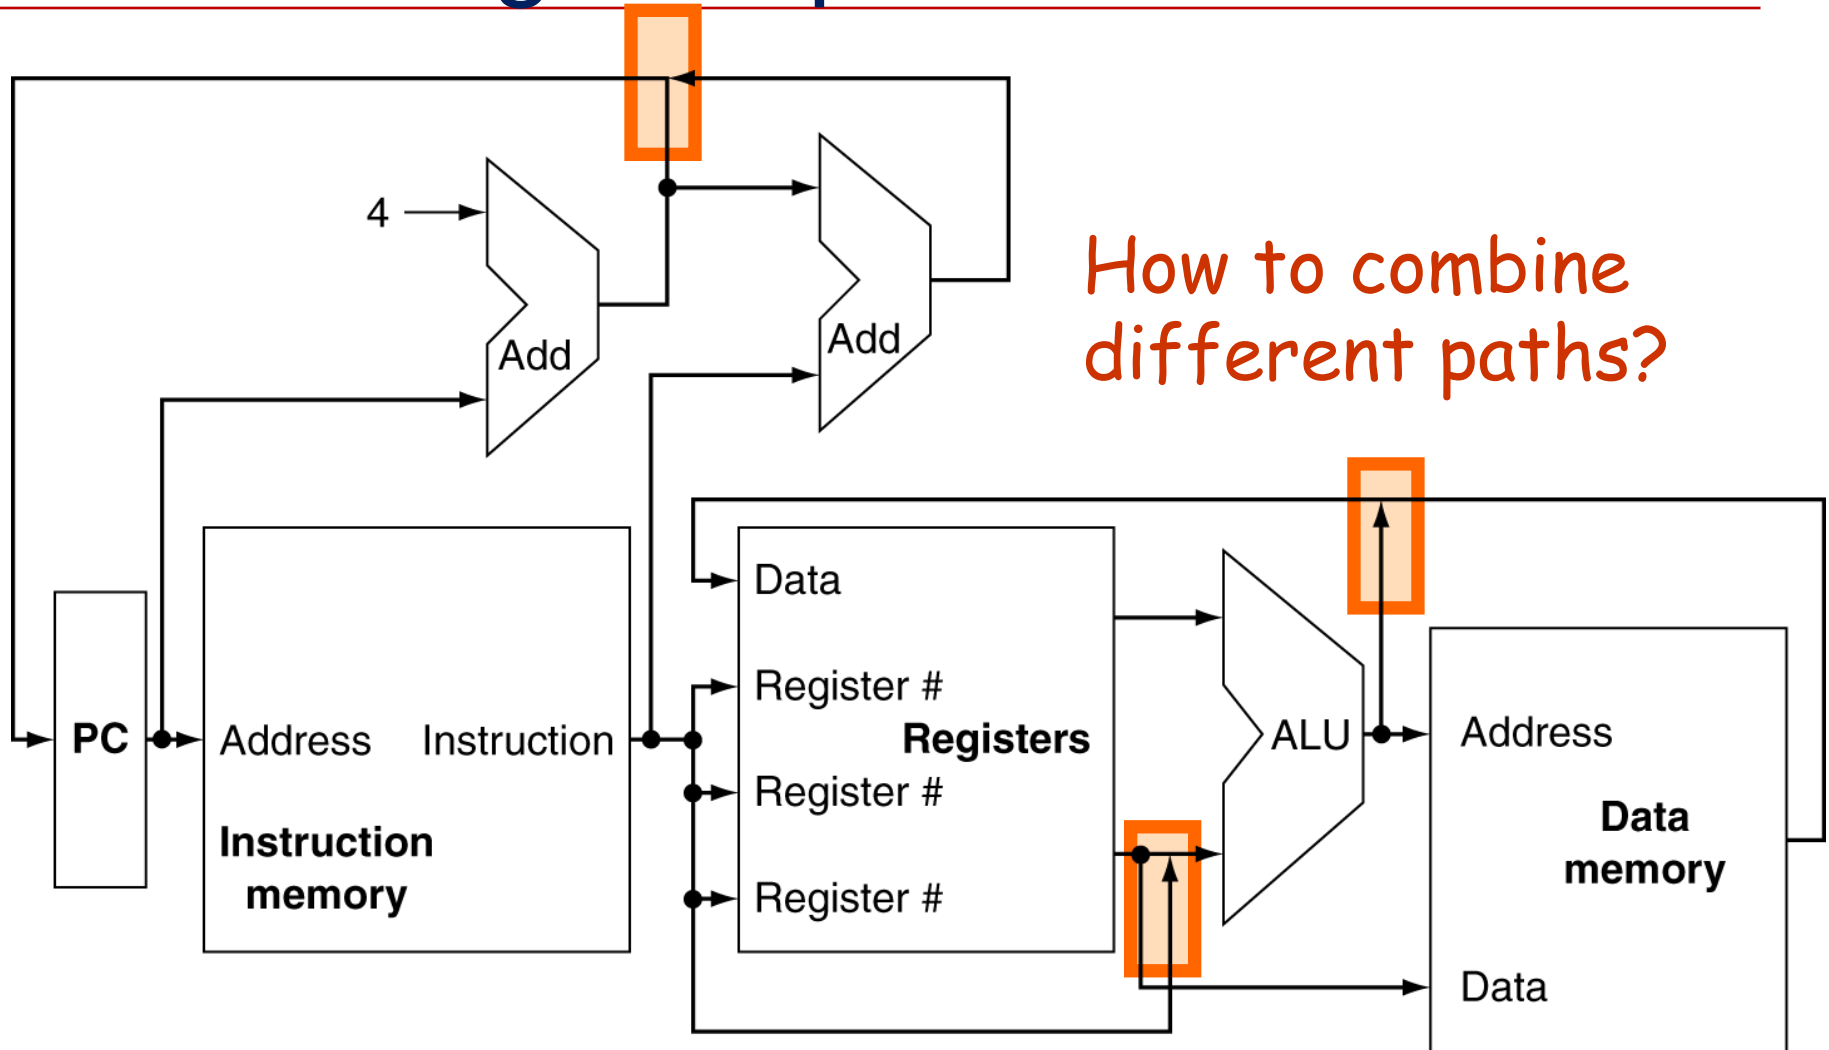 4
Add
Add
How to combine
different paths?
Data
Register #
PC
Address
Instruction
Registers
ALU
Address
Register #
Instruction
memory
Data
memory
Register #
Data